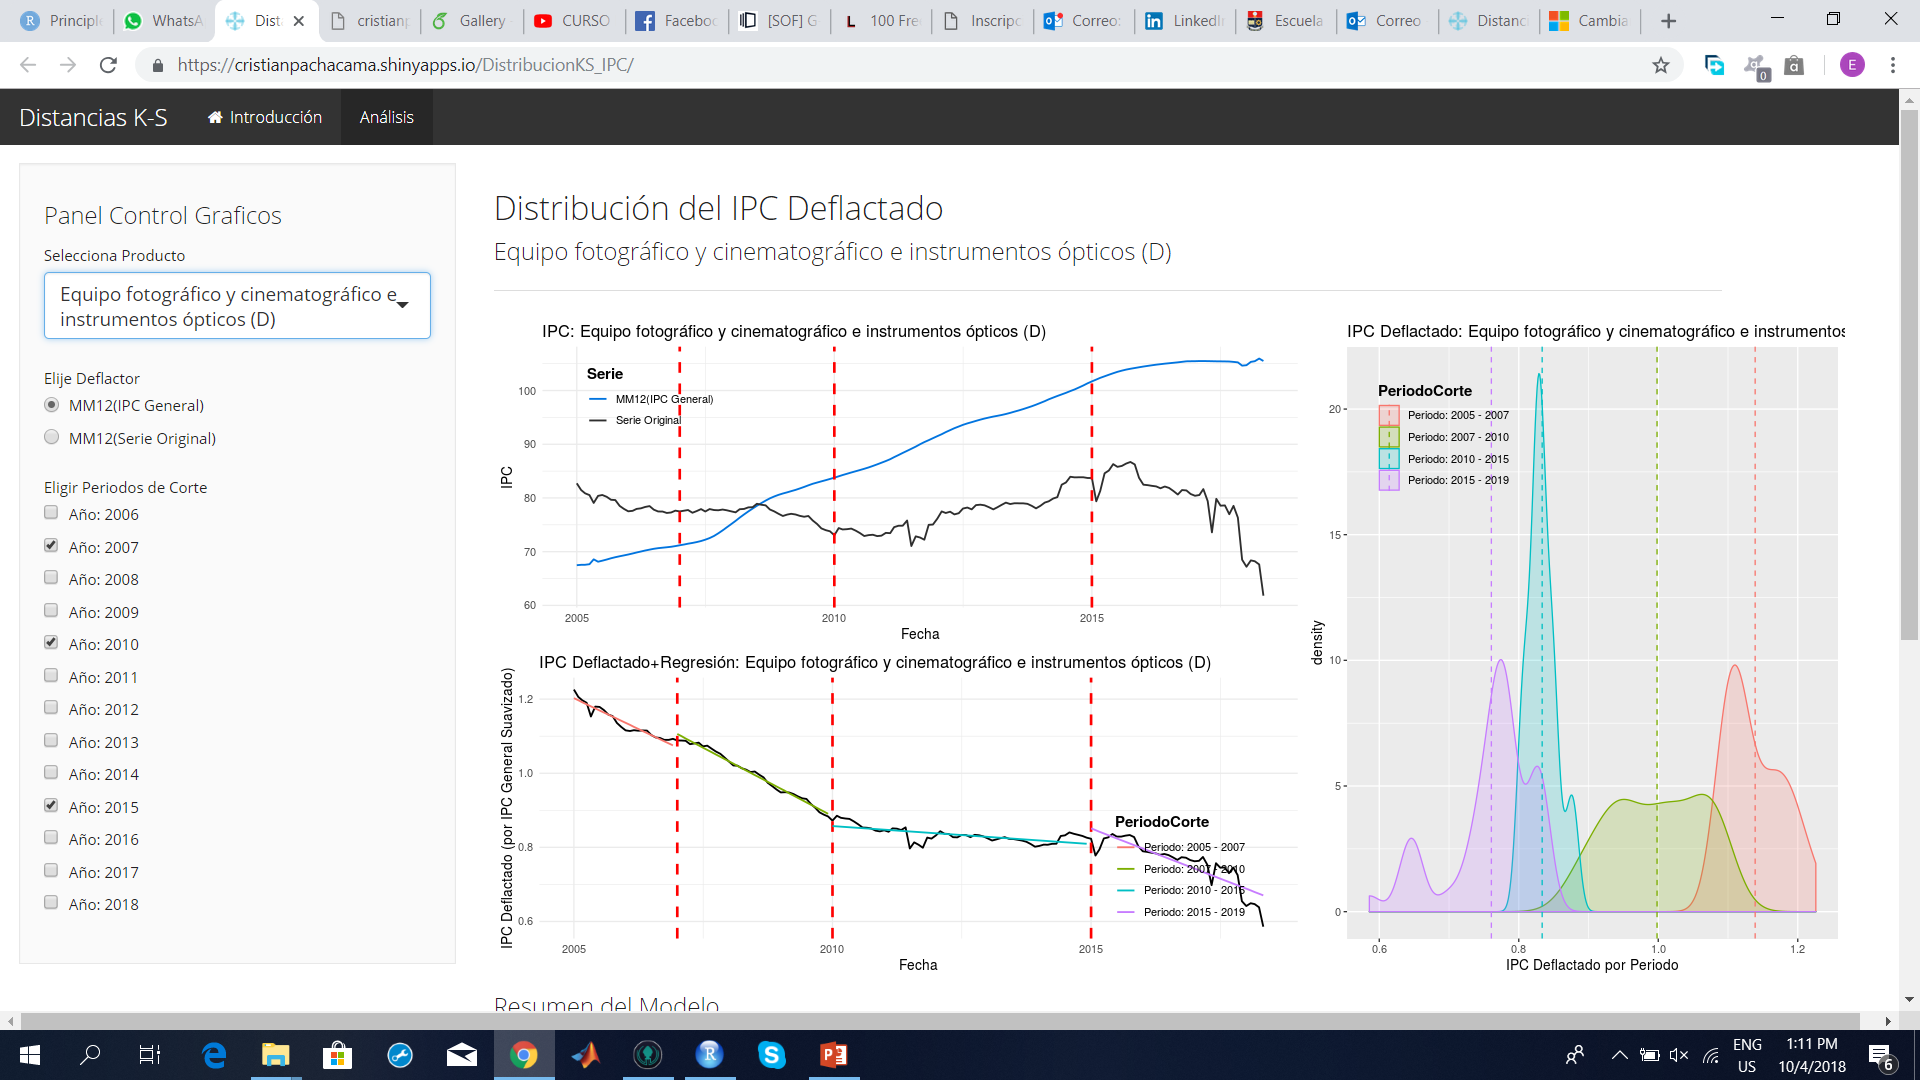 Principl
WhatsA
Dist
cristianp
Gallery
CURSO
Faceboo
[SOF] G
100 Fre
Inscripc
Correo:
LinkedIn
Escuela
Correo
Distanc
Cambia
https://cristianpachacama.shinyapps.io/DistribucionKS_IPC/
0
E
Distancias K-S
Introducción
Análisis
Panel Control Graficos
Selecciona Producto
Equipo fotográfico y cinematográfico e
instrumentos ópticos (D)
Elije Deflactor
MM12(IPC General)
MM12(Serie Original)
Eligir Periodos de Corte
Año: 2006
Año: 2007
Año: 2008
Año: 2009
Año: 2010
Año: 2011
Año: 2012
Año: 2013
Año: 2014
Año: 2015
Año: 2016
Año: 2017
Año: 2018
Distribución del IPC Deflactado
Equipo fotográfico y cinematográfico e instrumentos ópticos (D)
IPC: Equipo fotográfico y cinematográfico e instrumentos ópticos (D)
Serie
MM12(IPC General)
Serie Original
IPC
100
90
80
70
60
2005
2010
2015
Fecha
IPC Deflactado+Regresión: Equipo fotográfico y cinematográfico e instrumentos ópticos (D)
IPC Deflactado (por IPC General Suavizado)
1.2
1.0
0.8
0.6
PeriodoCorte
Periodo: 2005 - 2007
Periodo: 2007 - 2010
Periodo: 2010 - 2015
Periodo: 2015 - 2019
2005
2010
2015
Fecha
IPC Deflactado: Equipo fotográfico y cinematográfico e instrumentos
PeriodoCorte
Periodo: 2005 - 2007
Periodo: 2007 - 2010
Periodo: 2010 - 2015
Periodo: 2015 - 2019
density
20
15
10
5
0
0.6
0.8
1.0
1.2
IPC Deflactado por Periodo
Resumen del Modelo
ENG
US
1:11 PM
10/4/2018
6